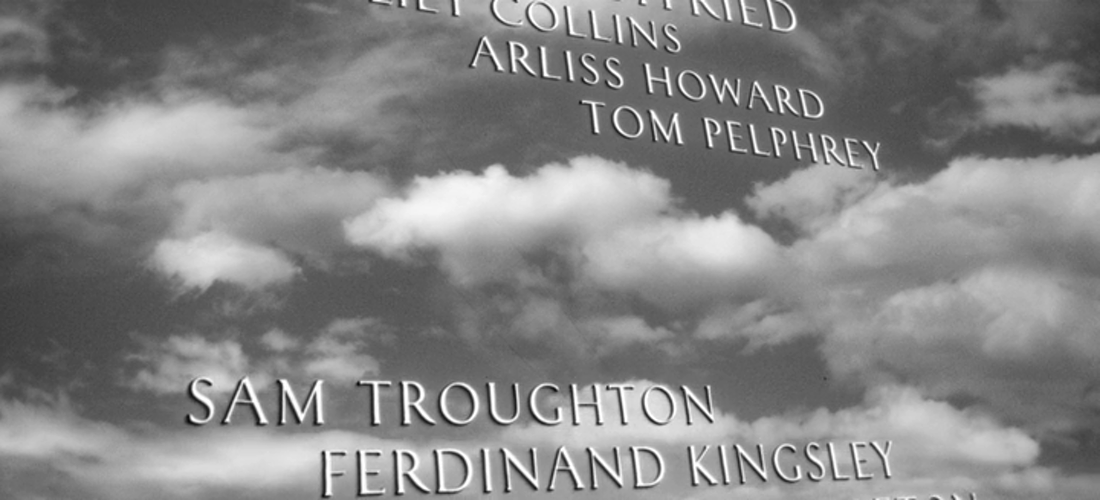 COLLINS
ARLISS HOWARD
TOM PELPHREY
SAM TROUGHTON
FERDINAND KINGSLEY